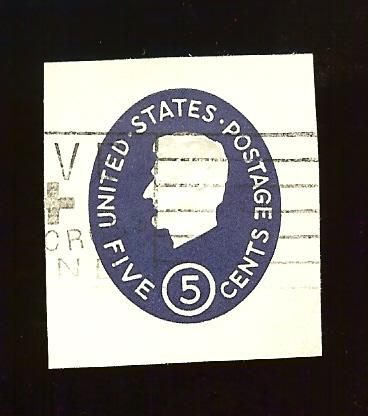 UNITED · STATES · POSTAGE
FIVE CENTS
5